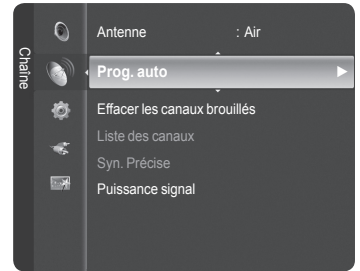 Chaîne
Antenne : Air
Prog. auto
Effacer les canaux brouillés
Liste des canaux
Syn. Précise
Puissance signal